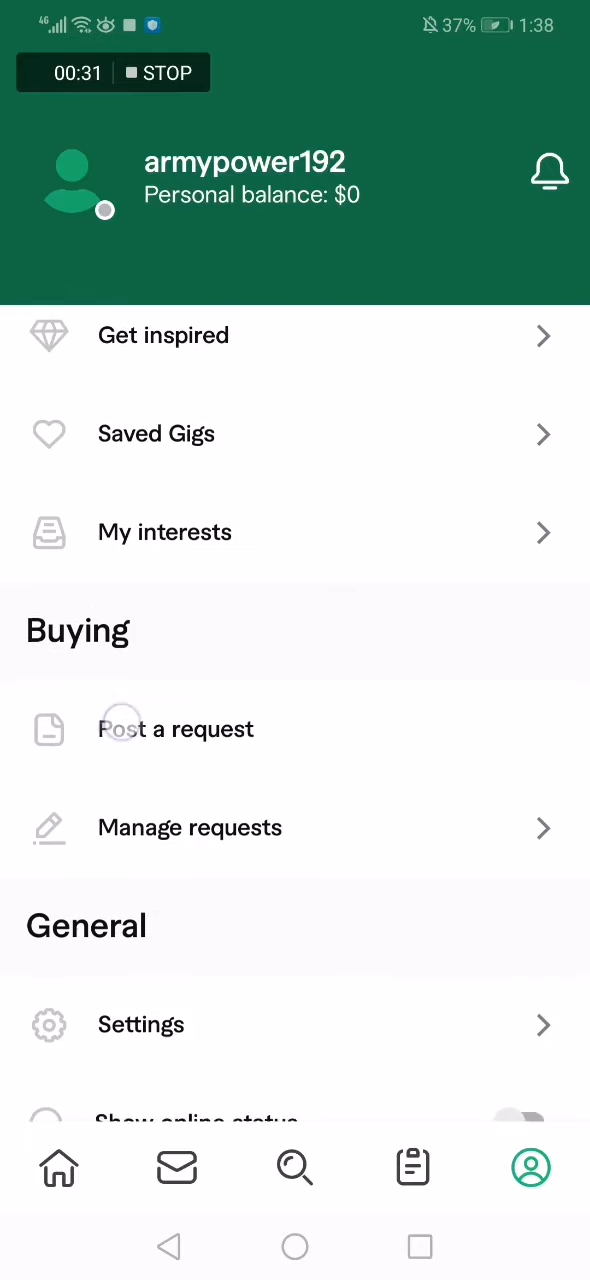 4G 37% 1:38
00:31 STOP
armypower192
Personal balance: $0
Get inspired
Saved Gigs
My interests
Buying
Post a request
Manage requests
General
Settings
Show online status